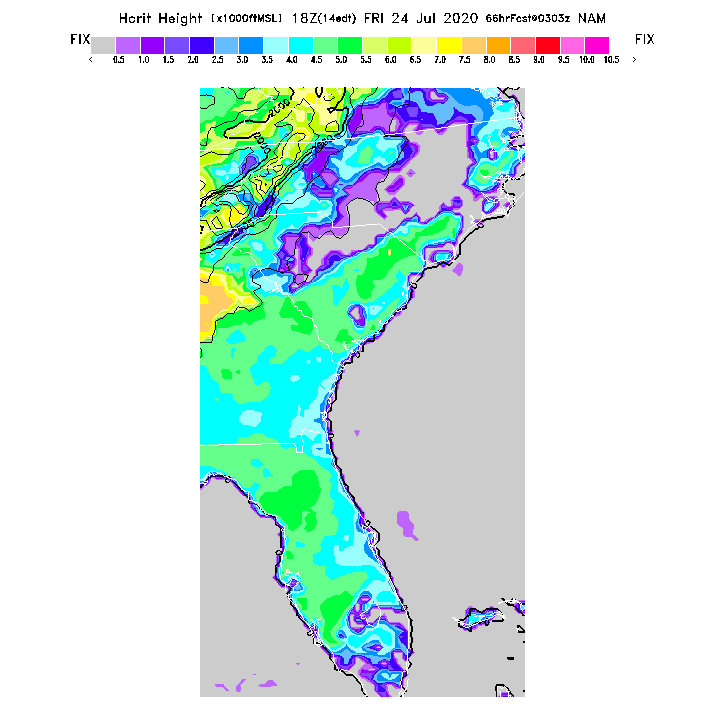 Hcrit Height [x1000ftMSL] 18Z(14edt) FRI 24 Jul 2020 66hrFcst@0303z NAM
FIX FIX
< 0.5 1.0 1.5 2.0 2.5 3.0 3.5 4.0 4.5 5.0 5.5 6.0 6.5 7.0 7.5 8.0 8.5 9.0 9.5 10.0 10.5 >
2000